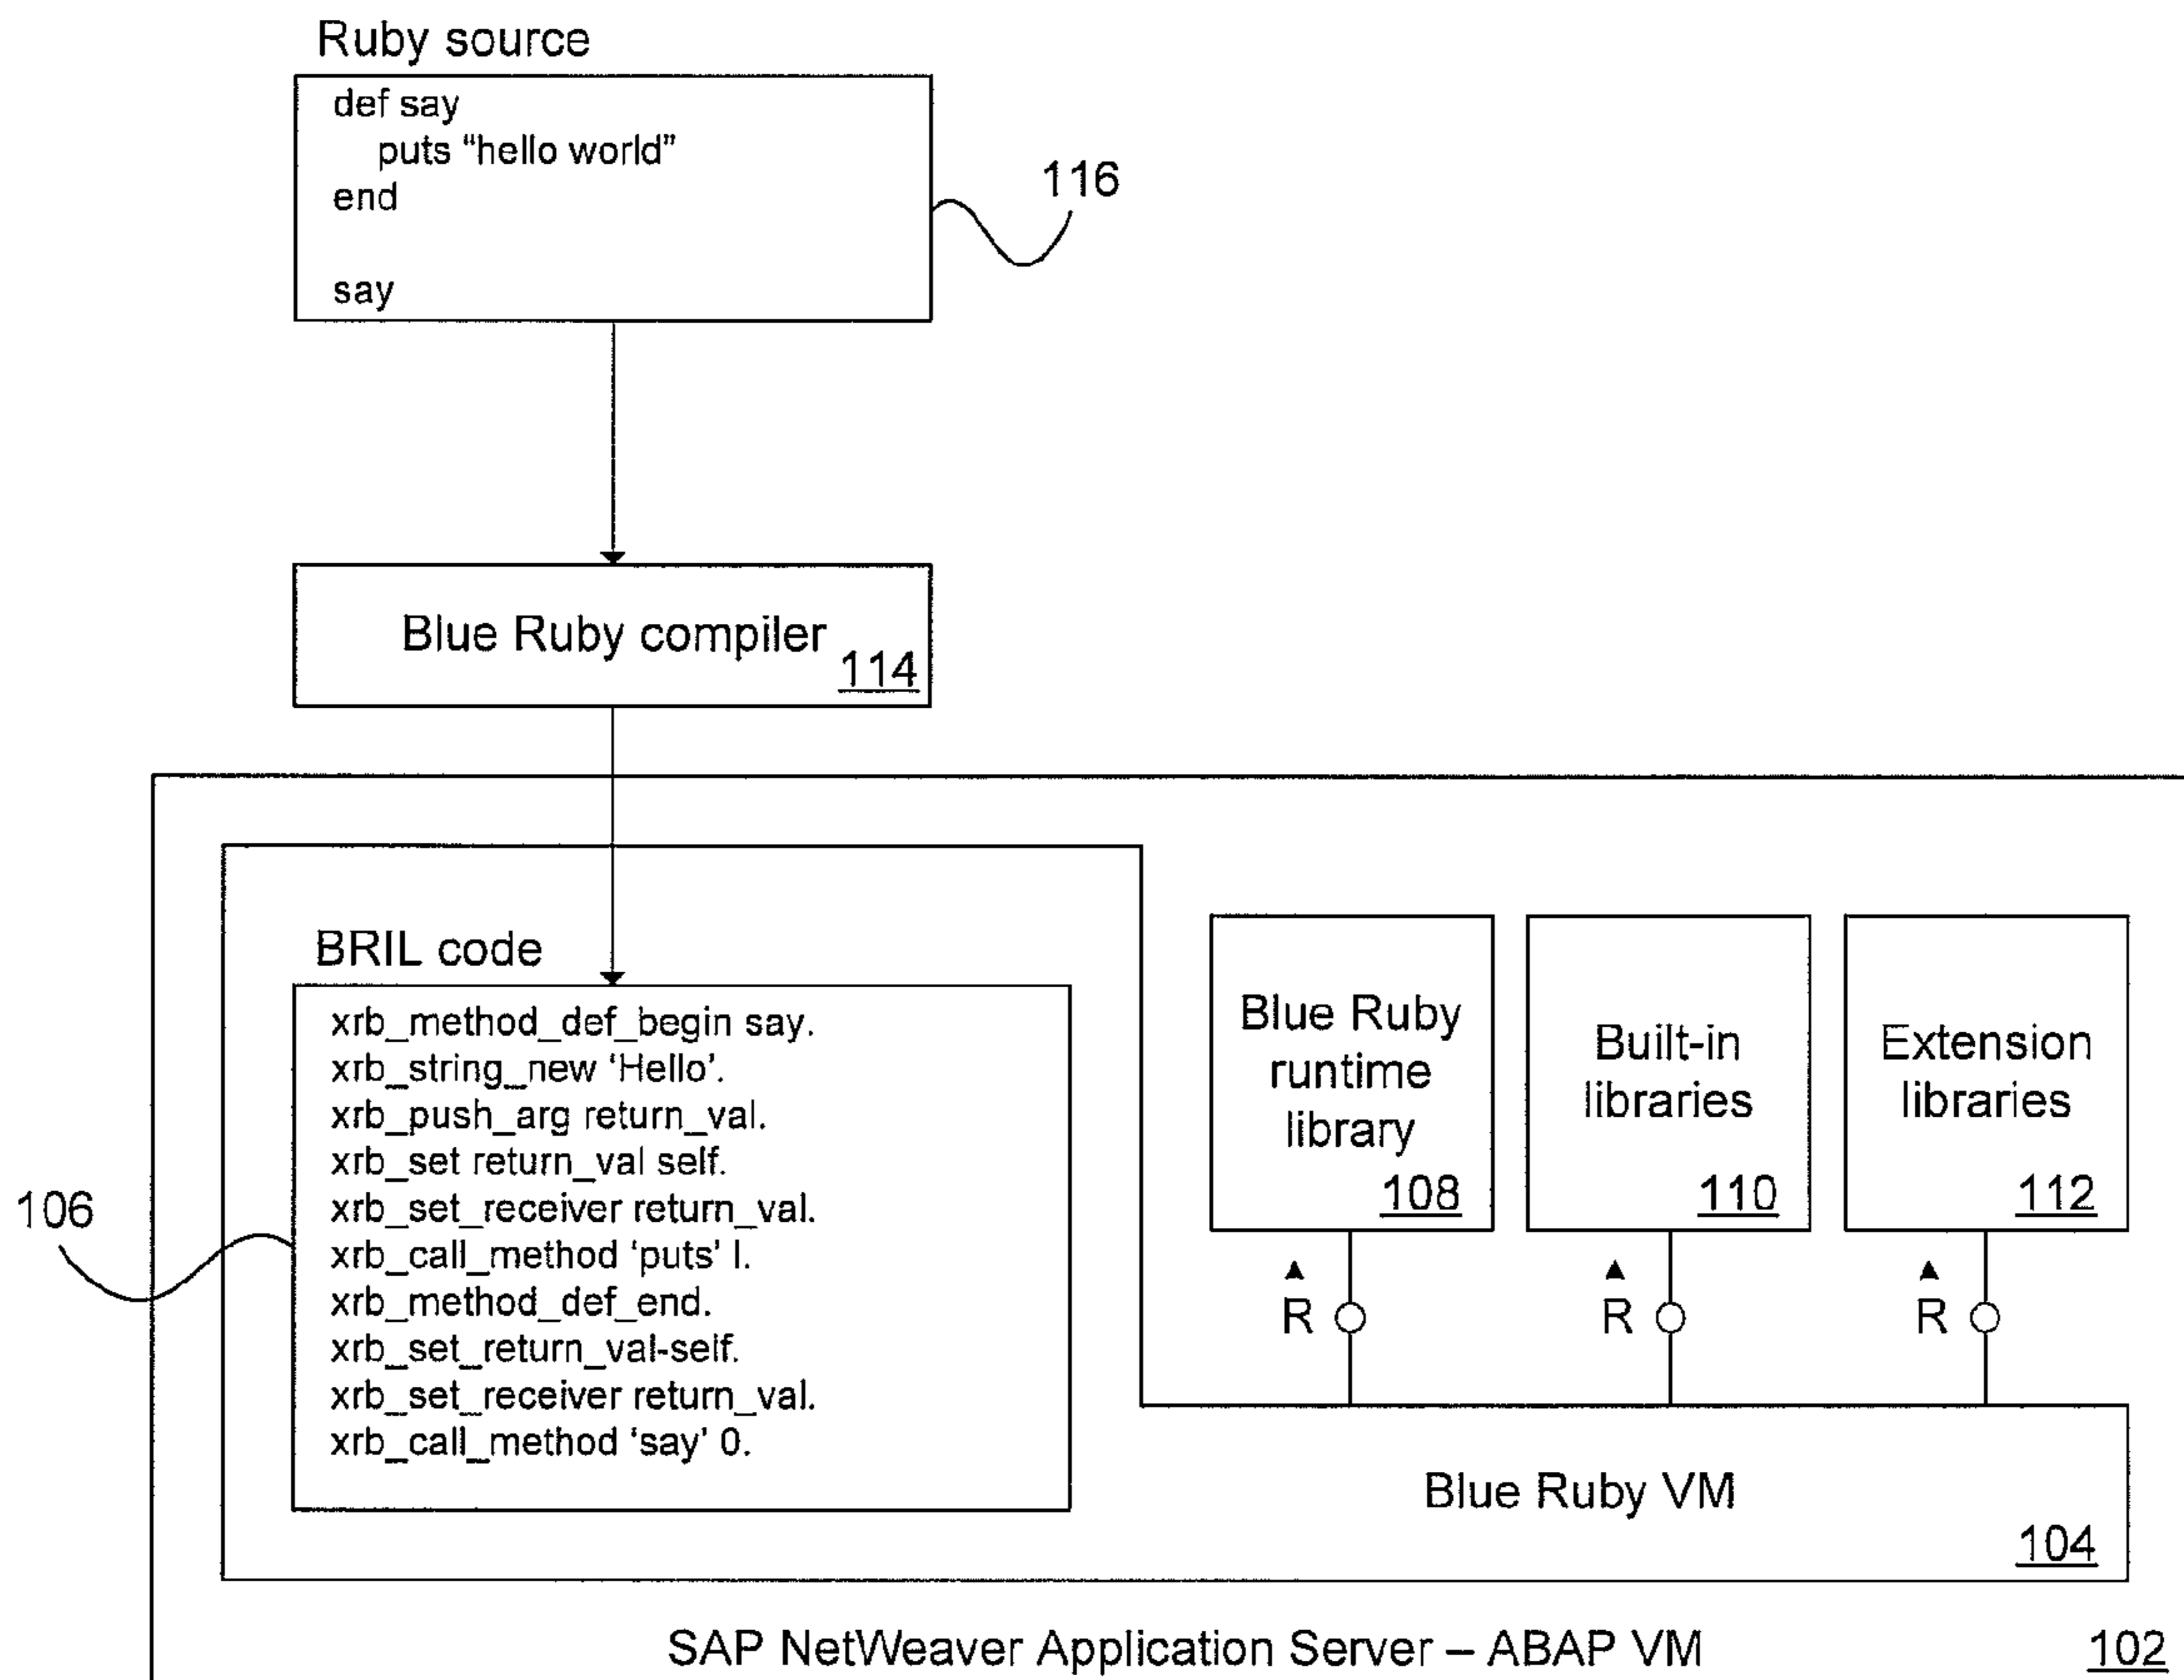 Ruby source
def say
puts “hello world”
end
say
116
Blue Ruby compiler
114
BRIL code
xrb_method_def_begin say.
xrb_string_new ‘Hello’.
xrb_push_arg return_val.
xrb_set return_val self.
xrb_set_receiver return_val.
xrb_call_method ‘puts’ l.
xrb_method_def_end.
xrb_set_return_val-self.
xrb_set_receiver return_val.
xrb_call_method ‘say’ 0.
106
Blue Ruby
runtime
library
108
Built-in
libraries
110
Extension
libraries
112
R
R
R
Blue Ruby VM
104
SAP NetWeaver Application Server – ABAP VM
102